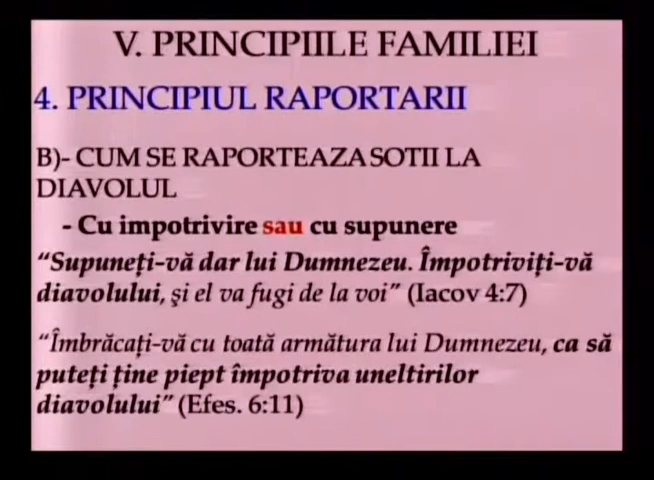 V. PRINCIPIILE FAMILIEI
4. PRINCIPIUL RAPORTARII
B)- CUM SE RAPORTEAZA SOTII LA
DIAVOLUL
- Cu impotrivire sau cu supunere
“Supuneți-vă dar lui Dumnezeu. Împotriviți-vă
diavolului, și el va fugi de la voi” (Iacov 4:7)
“Îmbrăcați-vă cu toată armătura lui Dumnezeu, ca să
puteți ține piept împotriva uneltirilor
diavolului” (Efes. 6:11)